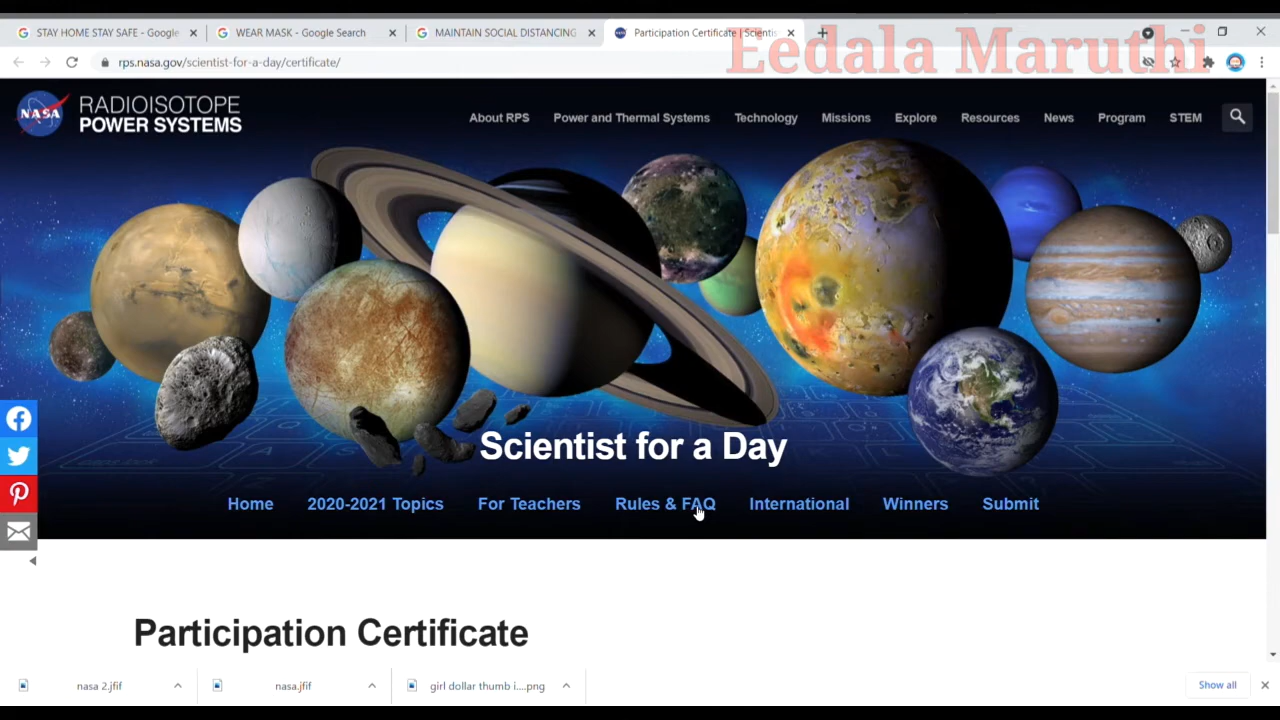 STAY HOME STAY SAFE - Google
WEAR MASK - Google Search
MAINTAIN SOCIAL DISTANCING
Participation Certificate | Scientis
Eedala Maruthi
rps.nasa.gov/scientist-for-a-day/certificate/
NASA
RADIOISOTOPE
POWER SYSTEMS
About RPS Power and Thermal Systems Technology Missions Explore Resources News Program STEM
Scientist for a Day
Home 2020-2021 Topics For Teachers Rules & FAQ International Winners Submit
Participation Certificate
nasa 2.jfif
nasa.jfif
girl dollar thumb i....png
Show all